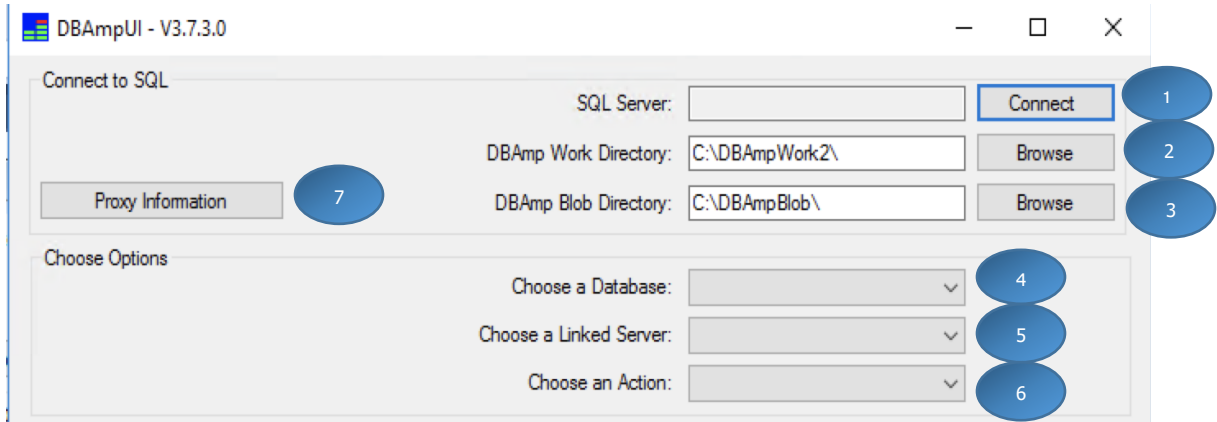 DBAmpUI - V3.7.3.0
Connect to SQL
SQL Server: Connect 1
DBAmp Work Directory: C:\DBAmpWork2\ Browse 2
Proxy Information 7 DBAmp Blob Directory: C:\DBAmpBlob\ Browse 3
Choose Options
Choose a Database: 4
Choose a Linked Server: 5
Choose an Action: 6